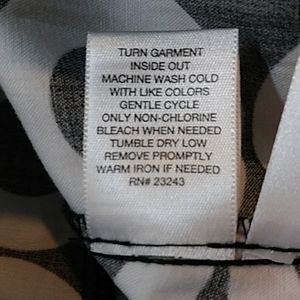 TURN GARMENT
INSIDE OUT
MACHINE WASH COLD
WITH LIKE COLORS
GENTLE CYCLE
ONLY NON-CHLORINE
BLEACH WHEN NEEDED
TUMBLE DRY LOW
REMOVE PROMPTLY
WARM IRON IF NEEDED
RN# 23243